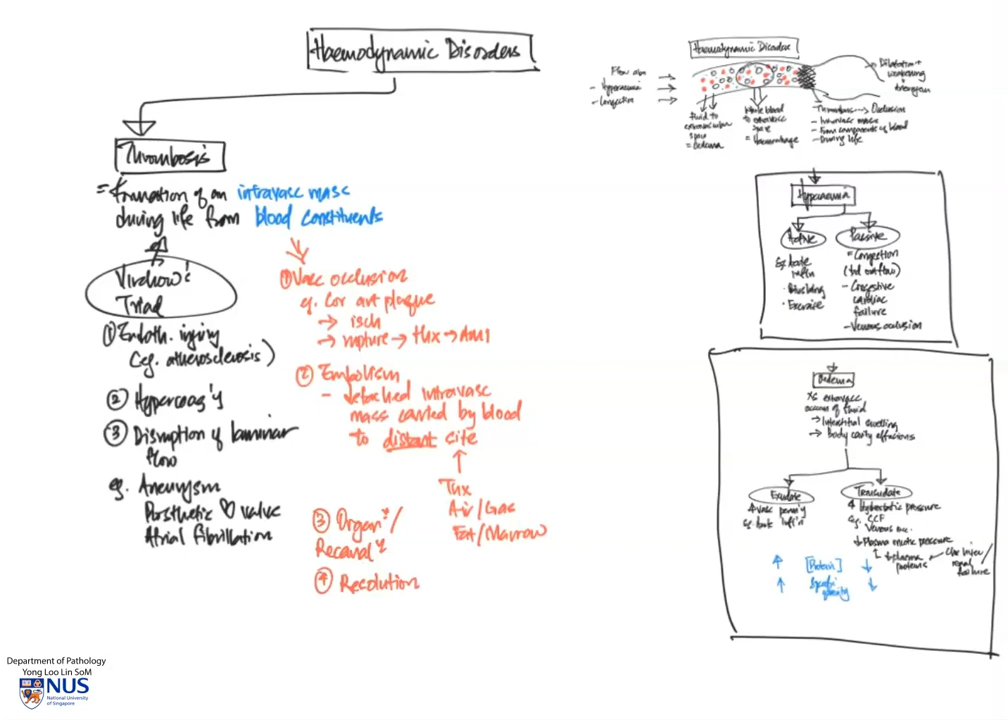 Haemodynamic Disorders
Thrombosis
= Formation of an intravasc mass
during life from blood constituents
Virchow's
Triad
① Endoth. injury
(eg. atherosclerosis)
② Hypercoag'y
③ Disruption of laminar
flow
eg. Aneurysm
Prosthetic ♡ valve
Atrial fibrillation
① Vasc occlusion
eg. Cor art plaque
→ isch
→ rupture → thx → AMI
② Embolism
- detached intravasc
mass carried by blood
to distant site
Thx
Air/Gas
Fat/Marrow
③ Organ'/
Recanal'
④ Resolution
Haemodynamic Disorders
Flow abn
- Hyperaemia
- Congestion
Fluid to
extravascular
space
= Oedema
Whole blood
to extravasc
space
= Haemorrhage
Thrombus → Occlusion
- Intravasc mass
- From components of blood
- During life
Dilatation +
weakening
Hyperaemia
Active
Eg. Acute
inflm
· Blushing
· Exercise
Passive
= Congestion
(↓d outflow)
- Congestive
cardiac
failure
- Venous occlusion
Oedema
Xs extravasc
accum of fluid
→ Interstitial swelling
→ Body cavity effusions
Exudate
↑ Vasc perm'y
Eg. Acute infl'n
Transudate
↑ Hydrostatic pressure
eg. CCF
Venous occ.
↓ Plasma oncotic pressure
↓ plasma proteins
Chr liver/
renal
failure
↑ [Protein] ↓
↑ Specific gravity ↓
Department of Pathology
Yong Loo Lin SoM
NUS
National University
of Singapore